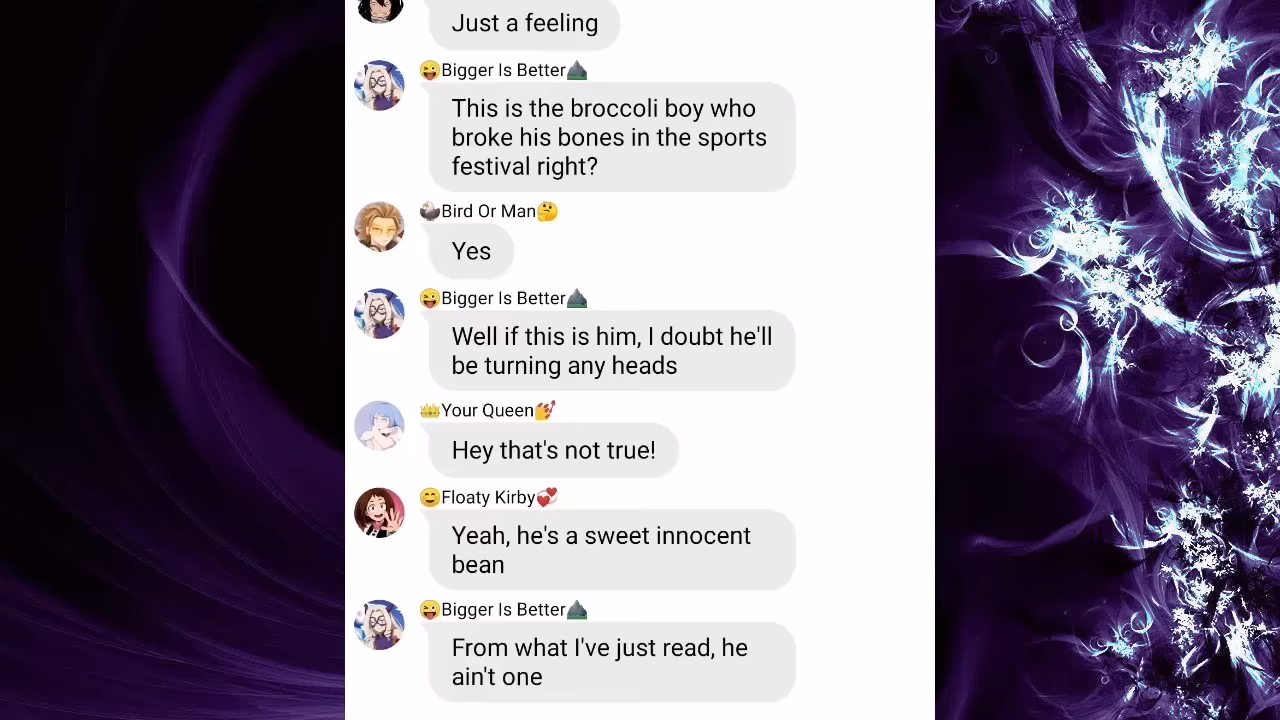 Just a feeling
😜Bigger Is Better⛰️
This is the broccoli boy who
broke his bones in the sports
festival right?
🦅Bird Or Man🤔
Yes
😜Bigger Is Better⛰️
Well if this is him, I doubt he'll
be turning any heads
👑Your Queen💅
Hey that's not true!
😊Floaty Kirby💞
Yeah, he's a sweet innocent
bean
😜Bigger Is Better⛰️
From what I've just read, he
ain't one